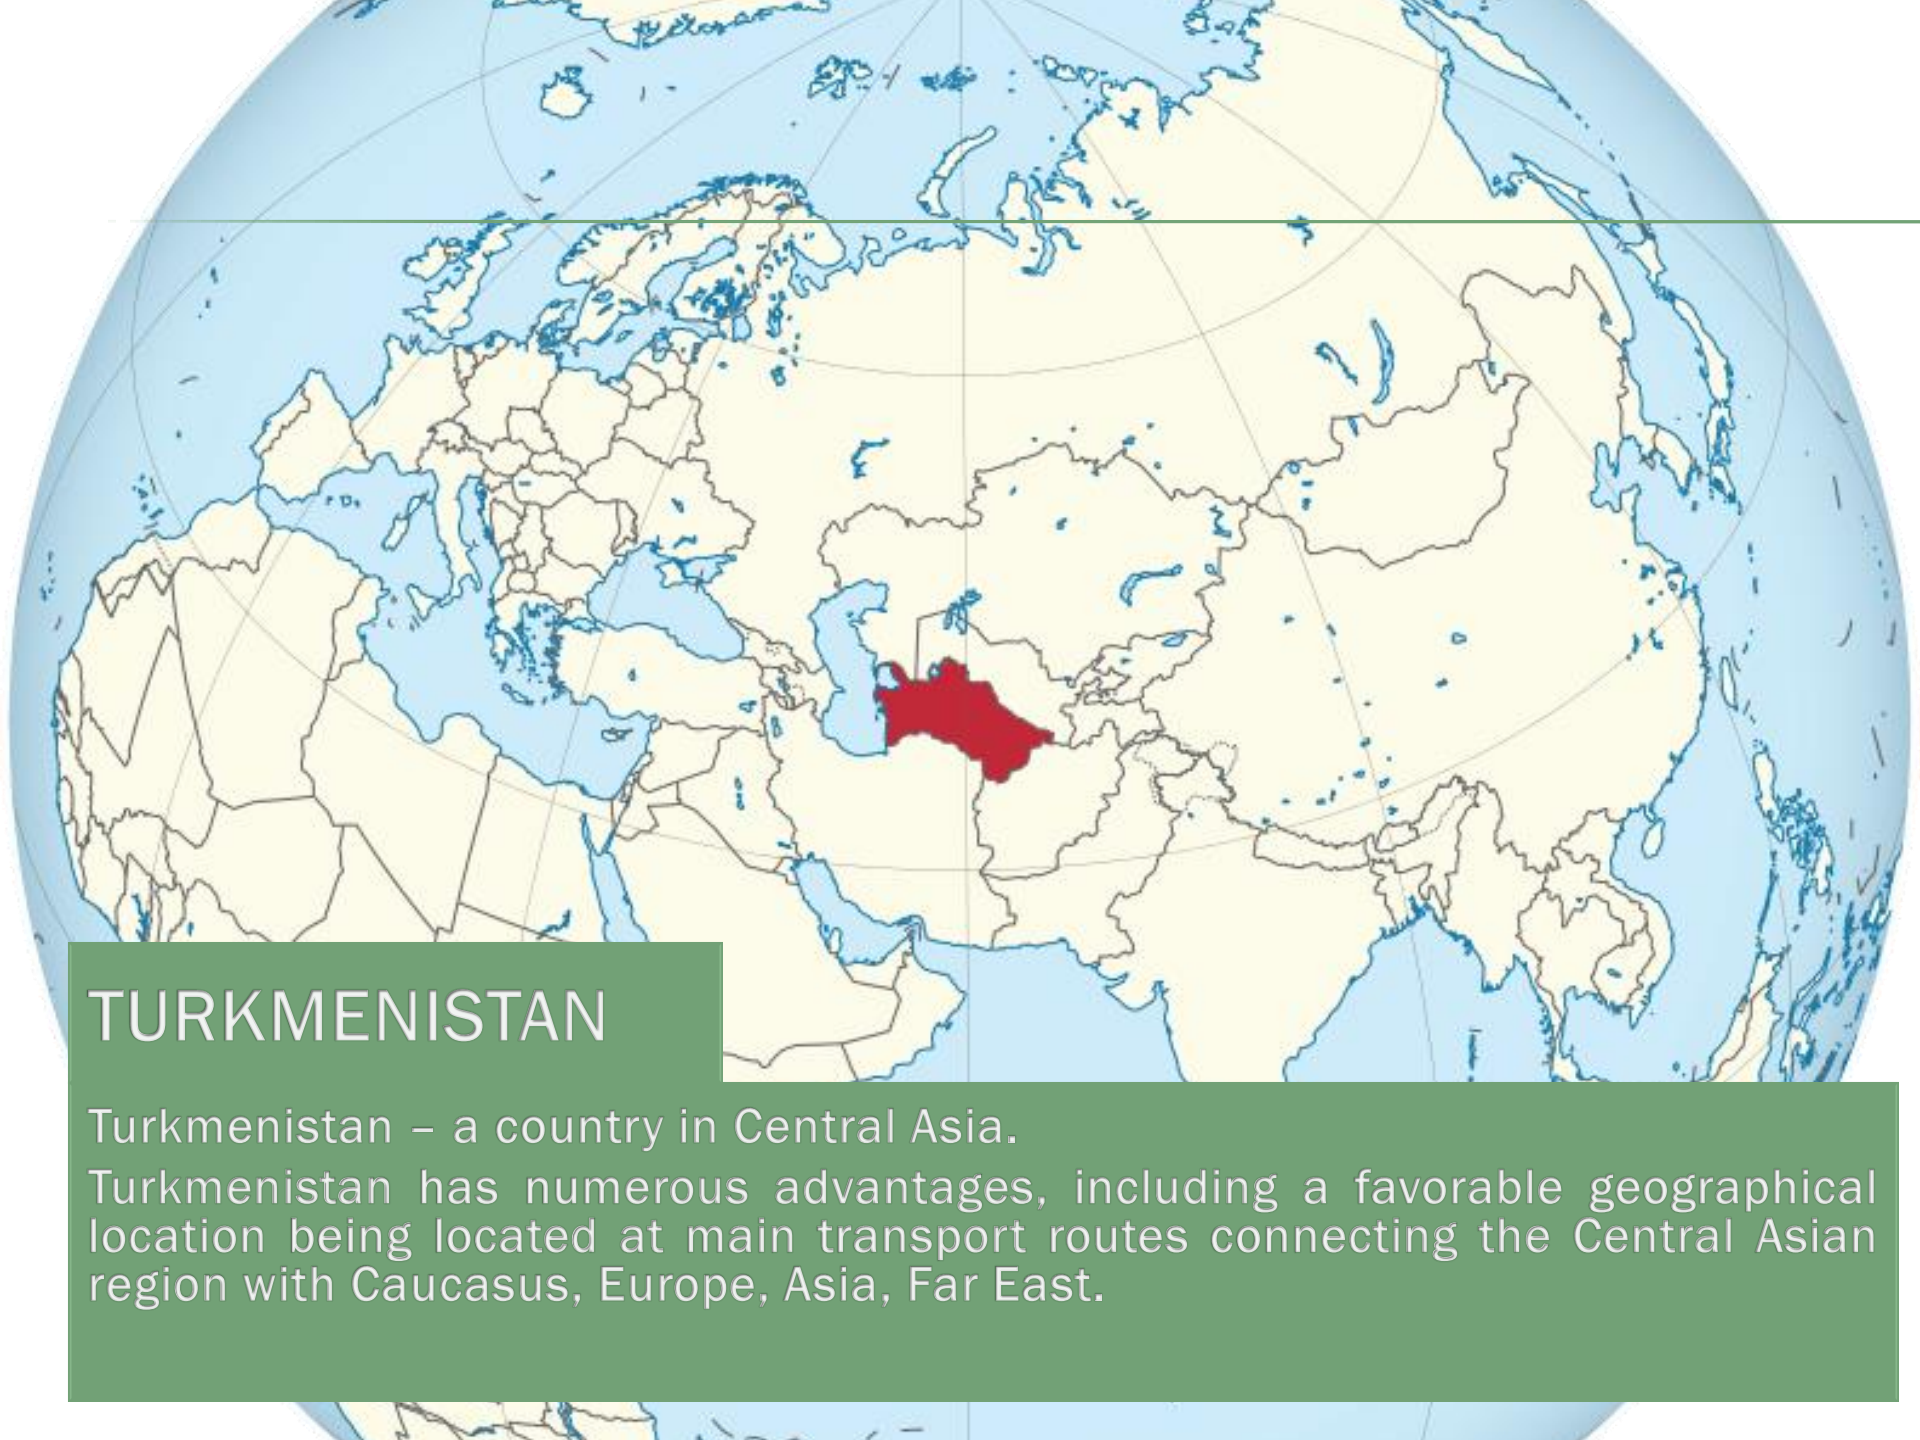 TURKMENISTAN
Turkmenistan – a country in Central Asia.
Turkmenistan has numerous advantages, including a favorable geographical
location being located at main transport routes connecting the Central Asian
region with Caucasus, Europe, Asia, Far East.